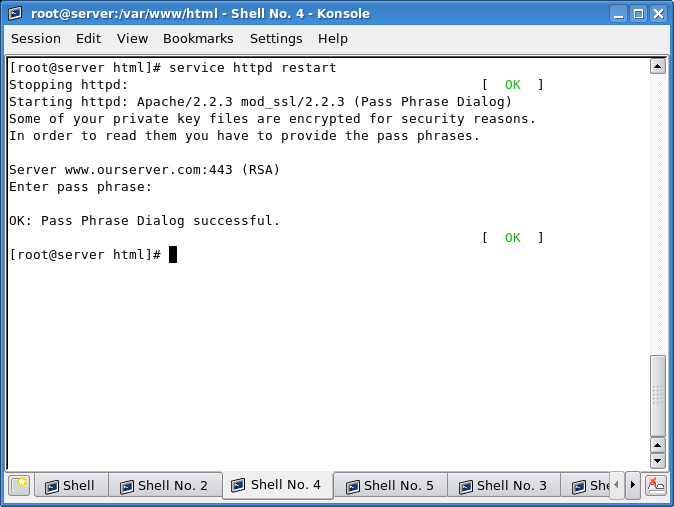 root@server:/var/www/html - Shell No. 4 - Konsole
Session Edit View Bookmarks Settings Help
[root@server html]# service httpd restart
Stopping httpd: [ OK ]
Starting httpd: Apache/2.2.3 mod_ssl/2.2.3 (Pass Phrase Dialog)
Some of your private key files are encrypted for security reasons.
In order to read them you have to provide the pass phrases.
Server www.ourserver.com:443 (RSA)
Enter pass phrase:
OK: Pass Phrase Dialog successful.
[ OK ]
[root@server html]#
Shell Shell No. 2 Shell No. 4 Shell No. 5 Shell No. 3